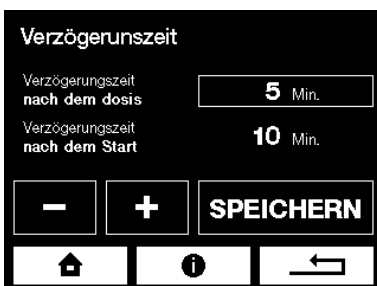 Verzögerunszeit
Verzögerungszeit
nach dem dosis
5 Min.
Verzögerungszeit
nach dem Start
10 Min.
− + SPEICHERN